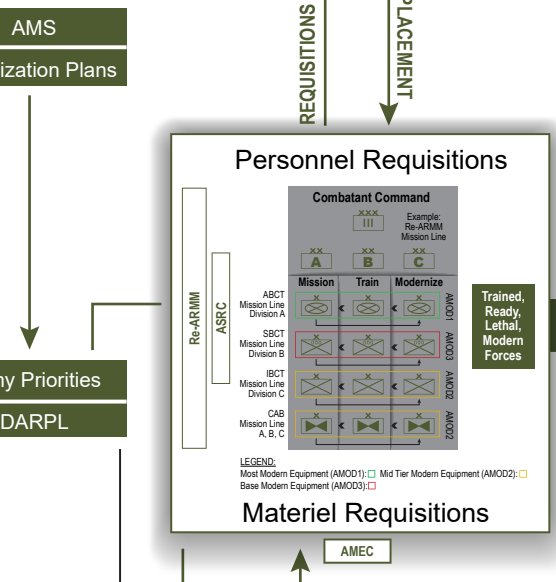 AMS
ization Plans
REQUISITIONS
PLACEMENT
Personnel Requisitions
Combatant Command
XXX
III
Example:
Re-ARMM
Mission Line
XX XX XX
A B C
Mission Train Modernize
Re-ARMM
ASRC
ABCT
Mission Line
Division A
X X X
AMOD1
SBCT
Mission Line
Division B
X X X
AMOD3
IBCT
Mission Line
Division C
X X X
AMOD2
CAB
Mission Line
A, B, C
X X X
AMOD2
Trained,
Ready,
Lethal,
Modern
Forces
ny Priorities
DARPL
LEGEND:
Most Modern Equipment (AMOD1): Mid Tier Modern Equipment (AMOD2):
Base Modern Equipment (AMOD3):
Materiel Requisitions
AMEC